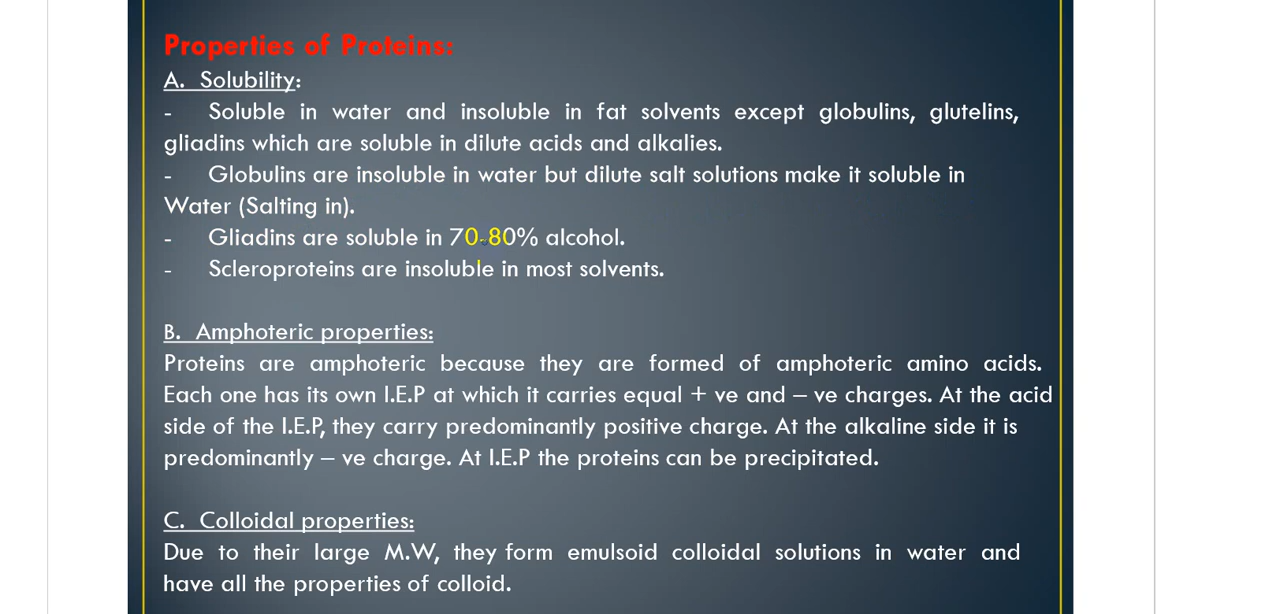 Properties of Proteins:
A. Solubility:
- Soluble in water and insoluble in fat solvents except globulins, glutelins,
gliadins which are soluble in dilute acids and alkalies.
- Globulins are insoluble in water but dilute salt solutions make it soluble in
Water (Salting in).
- Gliadins are soluble in 70-80% alcohol.
- Scleroproteins are insoluble in most solvents.
B. Amphoteric properties:
Proteins are amphoteric because they are formed of amphoteric amino acids.
Each one has its own I.E.P at which it carries equal + ve and – ve charges. At the acid
side of the I.E.P, they carry predominantly positive charge. At the alkaline side it is
predominantly – ve charge. At I.E.P the proteins can be precipitated.
C. Colloidal properties:
Due to their large M.W, they form emulsoid colloidal solutions in water and
have all the properties of colloid.